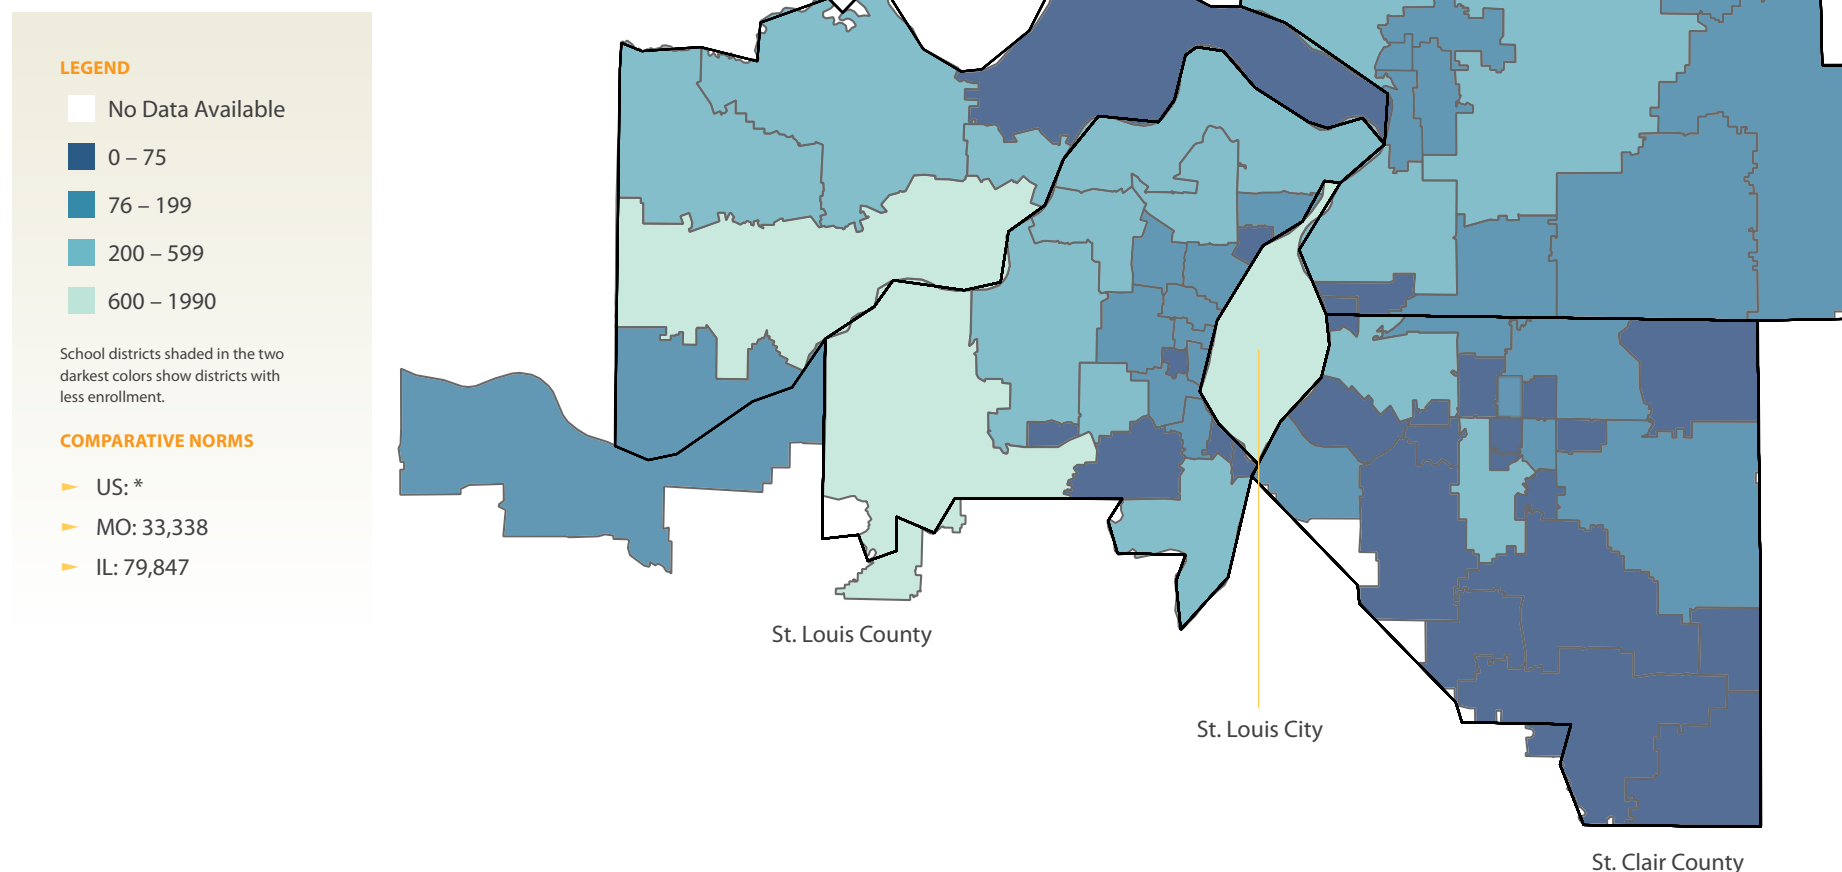 LEGEND
No Data Available
0 – 75
76 – 199
200 – 599
600 – 1990
School districts shaded in the two
darkest colors show districts with
less enrollment.
COMPARATIVE NORMS
► US: *
► MO: 33,338
► IL: 79,847
St. Louis County
St. Louis City
St. Clair County